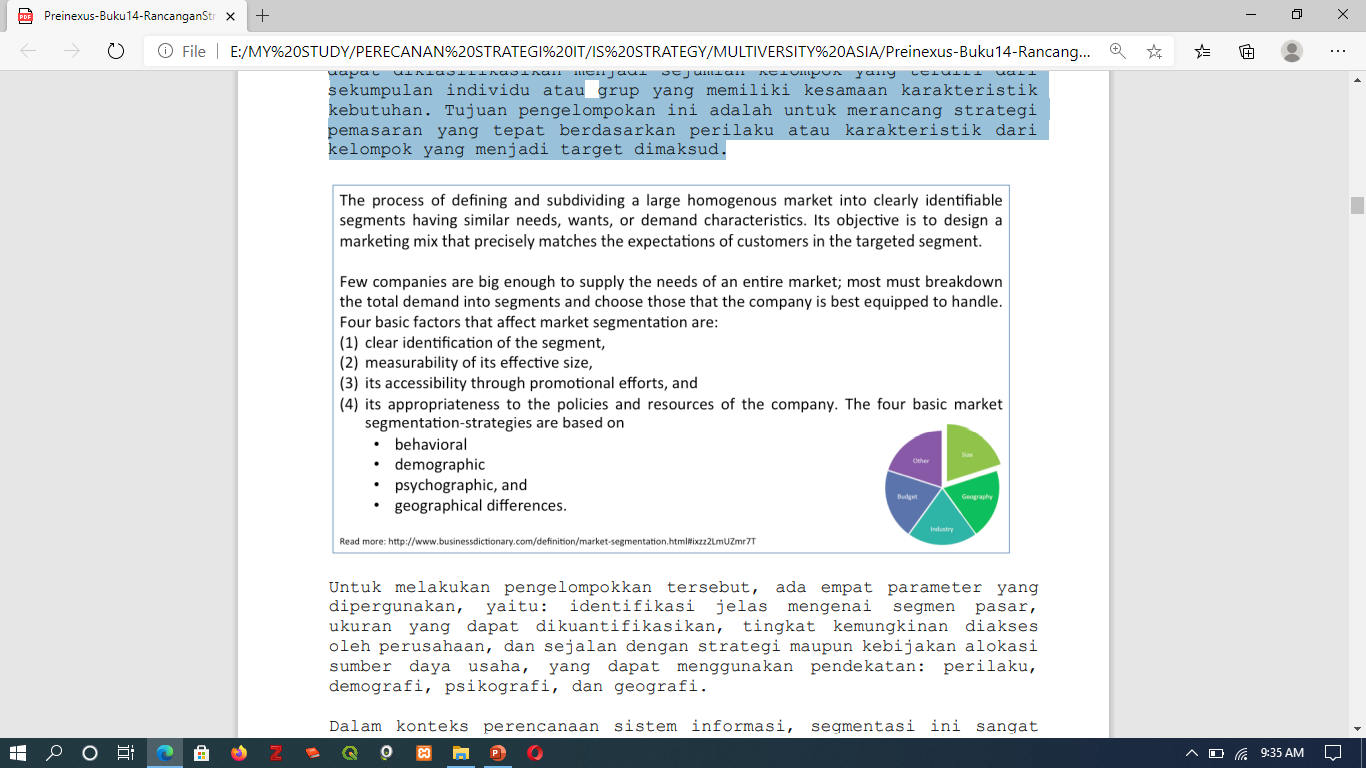 Preinexus-Buku14-RancanganStr
File
E:/MY%20STUDY/PERECANAN%20STRATEGI%20IT/IS%20STRATEGY/MULTIVERSITY%20ASIA/Preinexus-Buku14-Rancang...
dapat diklasifikasikan menjadi sejumlah kelompok yang terdiri dari
sekumpulan individu atau grup yang memiliki kesamaan karakteristik
kebutuhan. Tujuan pengelompokan ini adalah untuk merancang strategi
pemasaran yang tepat berdasarkan perilaku atau karakteristik dari
kelompok yang menjadi target dimaksud.
The process of defining and subdividing a large homogenous market into clearly identifiable
segments having similar needs, wants, or demand characteristics. Its objective is to design a
marketing mix that precisely matches the expectations of customers in the targeted segment.
Few companies are big enough to supply the needs of an entire market; most must breakdown
the total demand into segments and choose those that the company is best equipped to handle.
Four basic factors that affect market segmentation are:
(1) clear identification of the segment,
(2) measurability of its effective size,
(3) its accessibility through promotional efforts, and
(4) its appropriateness to the policies and resources of the company. The four basic market
segmentation-strategies are based on
• behavioral
• demographic
• psychographic, and
• geographical differences.
Other
Size
Budget
Geography
Industry
Read more: http://www.businessdictionary.com/definition/market-segmentation.html#ixzz2LmUZmr7T
Untuk melakukan pengelompokkan tersebut, ada empat parameter yang
dipergunakan, yaitu: identifikasi jelas mengenai segmen pasar,
ukuran yang dapat dikuantifikasikan, tingkat kemungkinan diakses
oleh perusahaan, dan sejalan dengan strategi maupun kebijakan alokasi
sumber daya usaha, yang dapat menggunakan pendekatan: perilaku,
demografi, psikografi, dan geografi.
Dalam konteks perencanaan sistem informasi, segmentasi ini sangat
9:35 AM